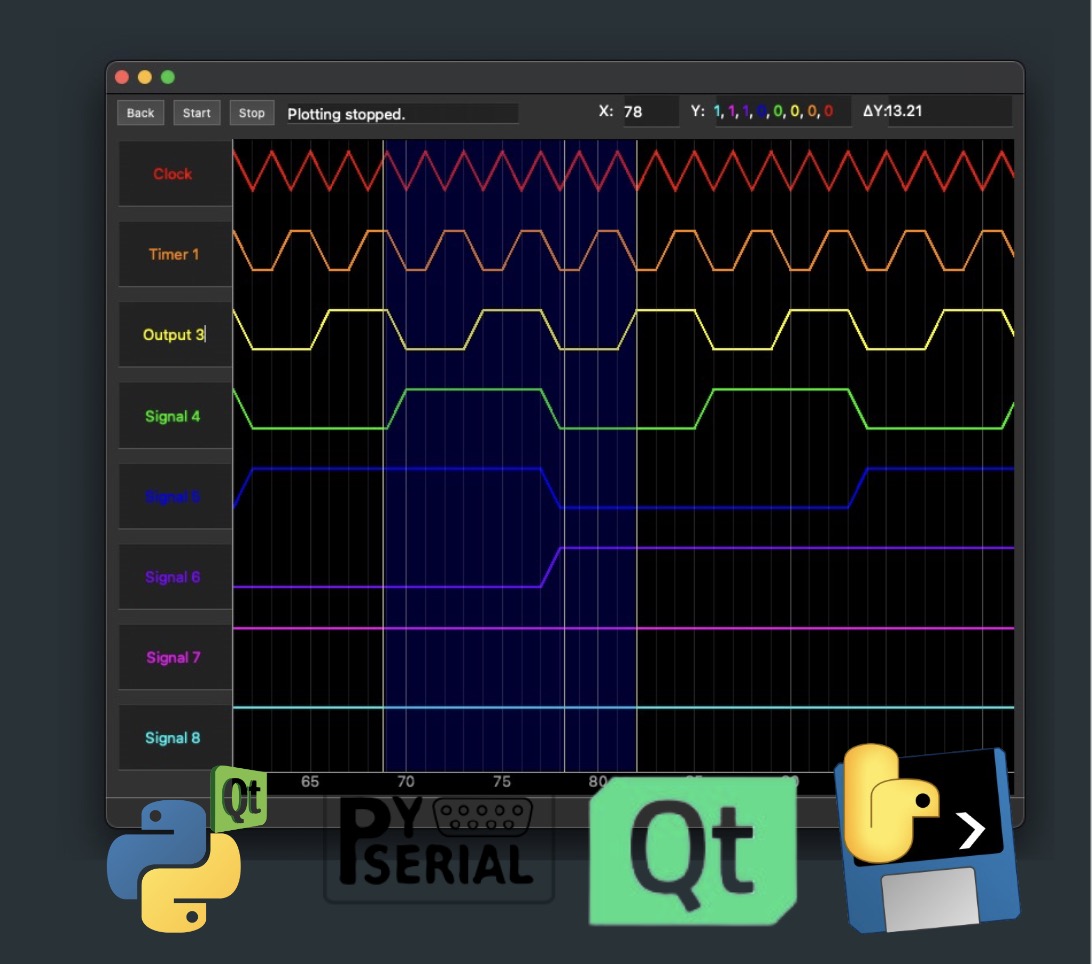 Back Start Stop Plotting stopped. X: 78 Y: 1,1,1,0,0,0,0,0 ΔY:13.21
Clock
Timer 1
Output 3
Signal 4
Signal 5
Signal 6
Signal 7
Signal 8
65 70 75 80
Qt
PY
SERIAL
Qt